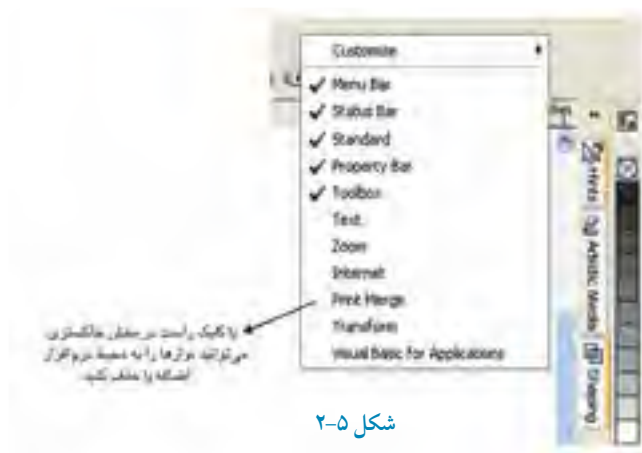 Customize
Menu Bar
Status Bar
Standard
Property Bar
Toolbox
Text
Zoom
Internet
Print Merge
Transform
Visual Basic for Applications
Hints
Artistic Media
Shaping
با کلیک راست در بخش خاکستری،
می‌توانید نوارها را به محیط نرم‌افزار
اضافه یا حذف کنید.
شکل ۵-۲